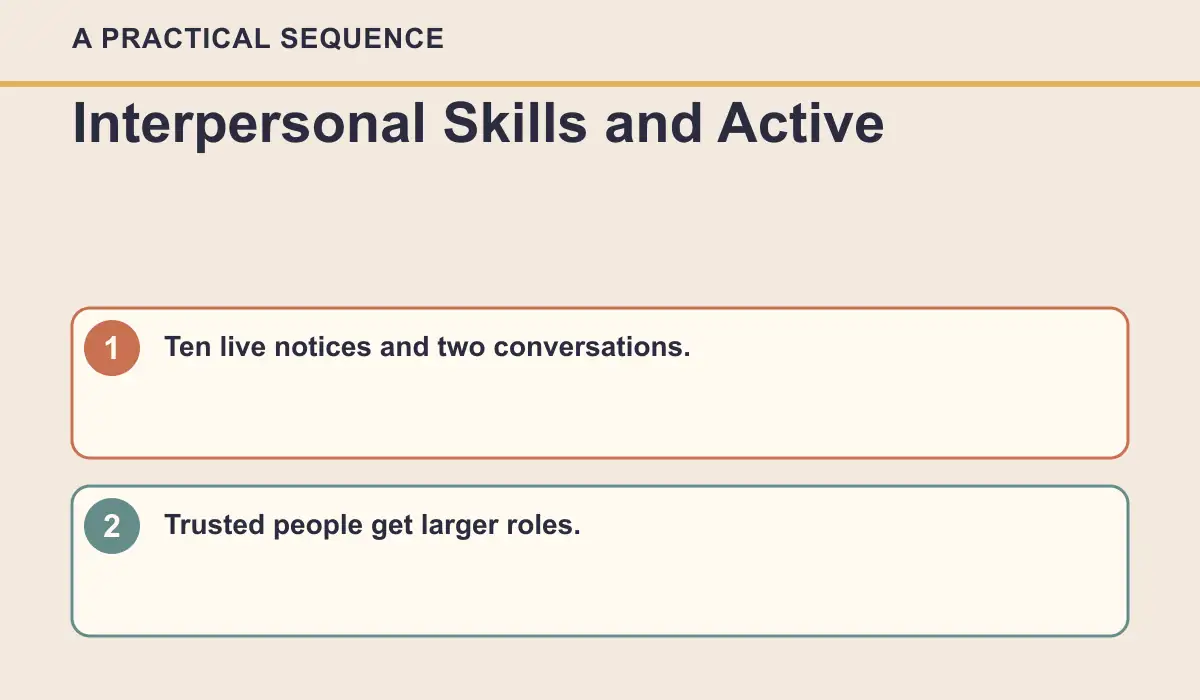 A PRACTICAL SEQUENCE
Interpersonal Skills and Active
1
Ten live notices and two conversations.
2
Trusted people get larger roles.